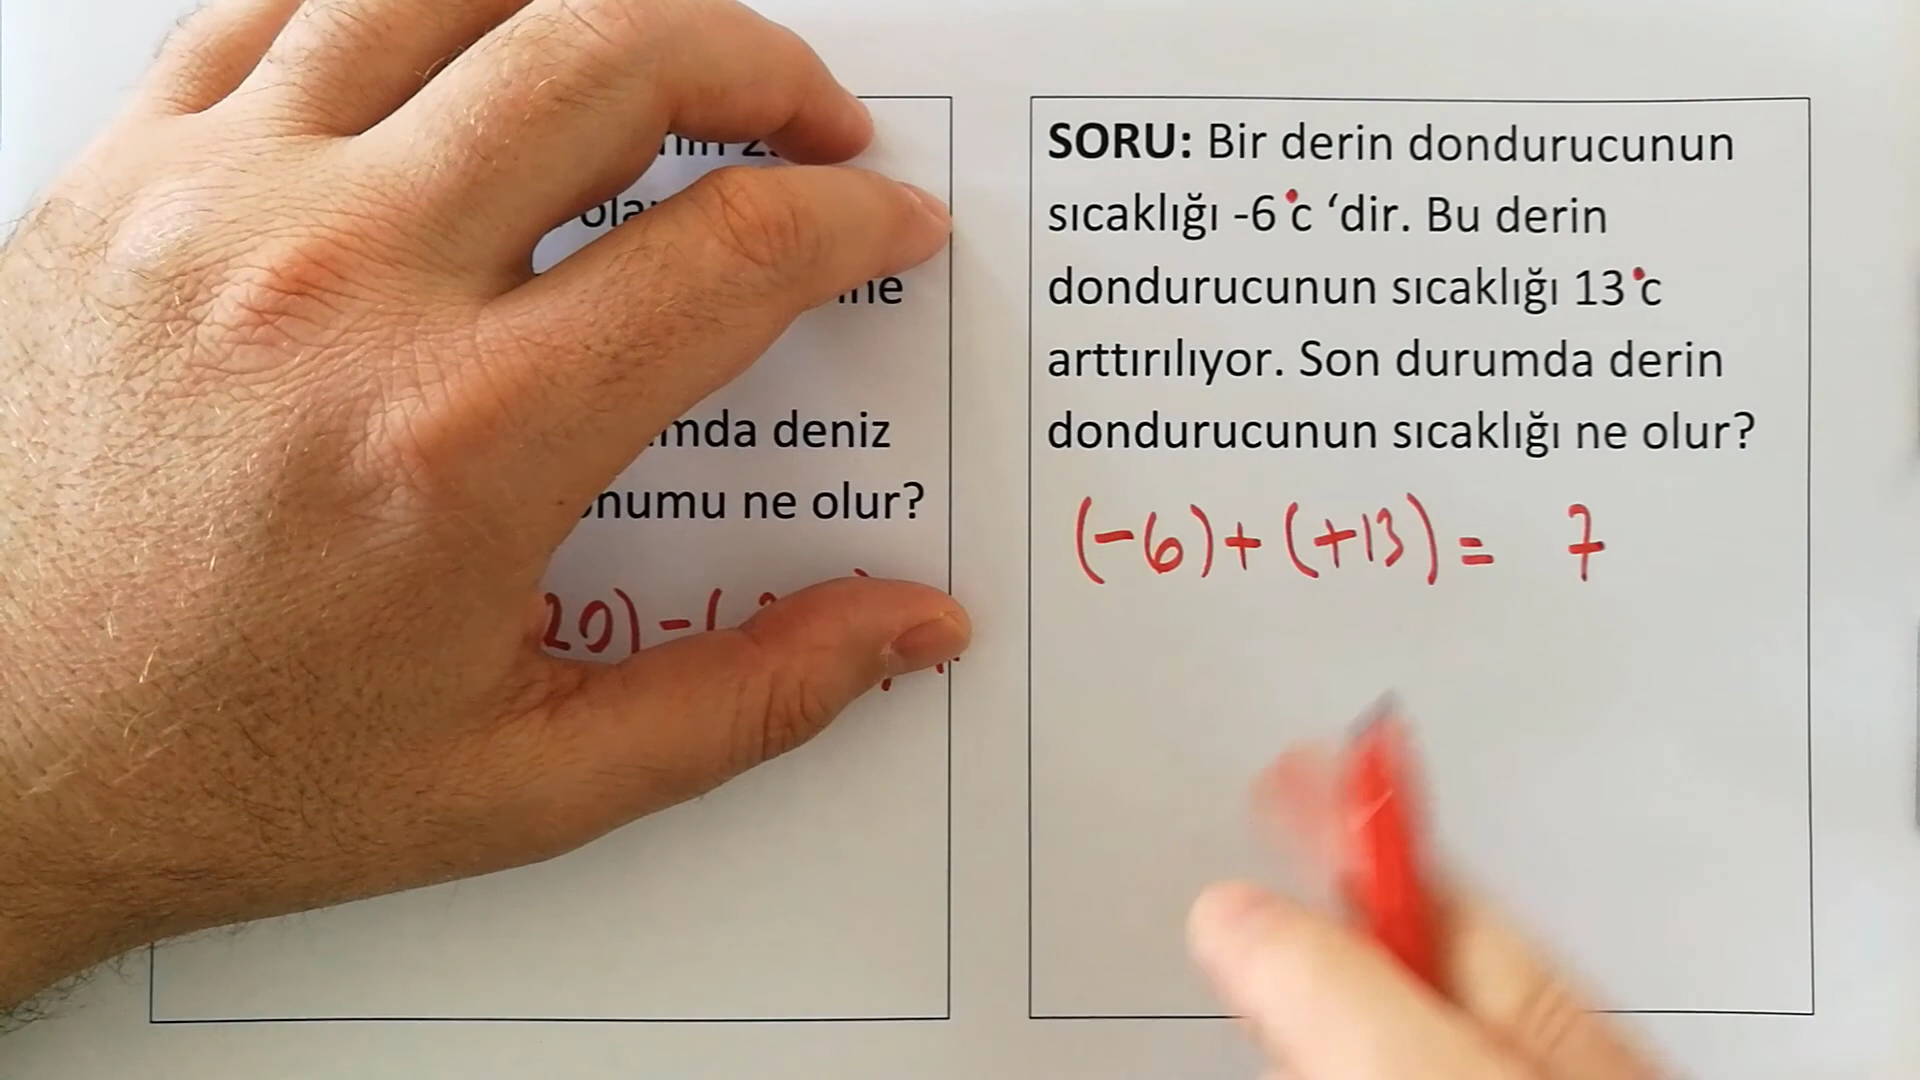 mda deniz
numu ne olur?
20) - (
SORU: Bir derin dondurucunun
sıcaklığı -6°c ‘dir. Bu derin
dondurucunun sıcaklığı 13°c
arttırılıyor. Son durumda derin
dondurucunun sıcaklığı ne olur?
(-6) + (+13) = 7